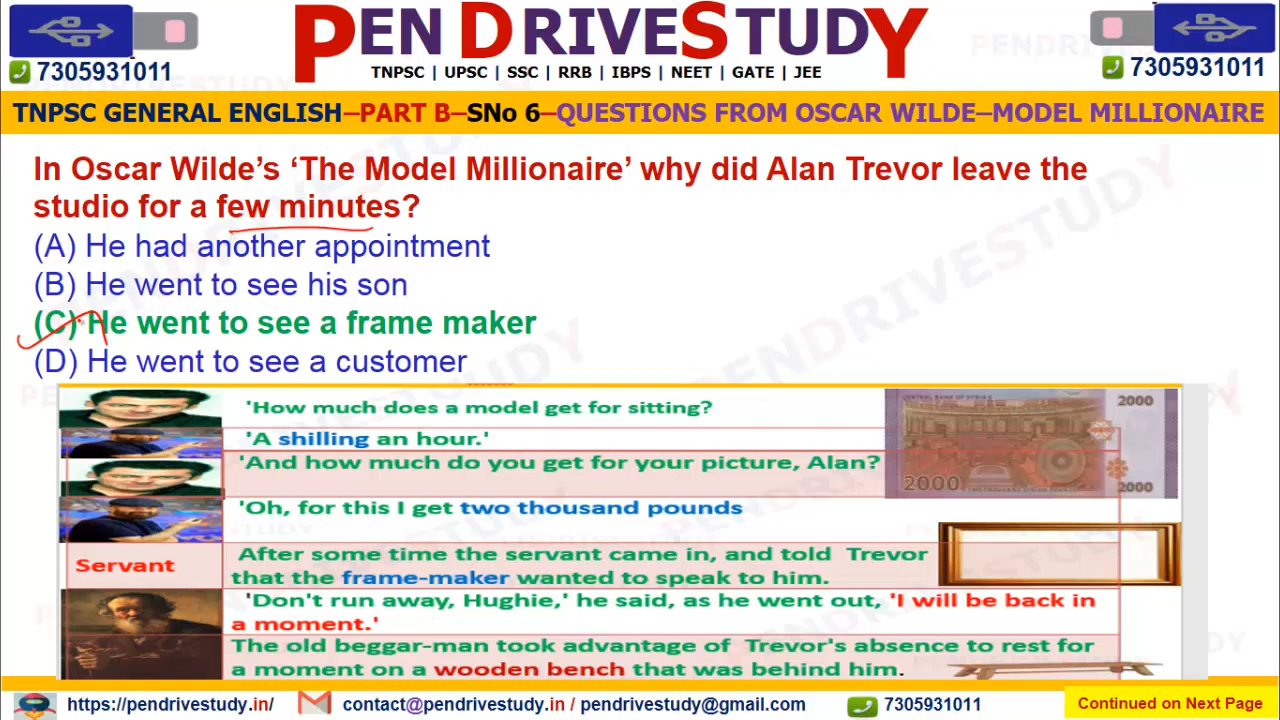 PENDRIVESTUDY
7305931011
TNPSC | UPSC | SSC | RRB | IBPS | NEET | GATE | JEE
7305931011
TNPSC GENERAL ENGLISH–PART B–SNo 6–QUESTIONS FROM OSCAR WILDE–MODEL MILLIONAIRE
In Oscar Wilde's 'The Model Millionaire' why did Alan Trevor leave the
studio for a few minutes?
(A) He had another appointment
(B) He went to see his son
(C) He went to see a frame maker
(D) He went to see a customer
'How much does a model get for sitting?
'A shilling an hour.'
'And how much do you get for your picture, Alan?
'Oh, for this I get two thousand pounds
2000
2000
2000
Servant
After some time the servant came in, and told Trevor
that the frame-maker wanted to speak to him.
'Don't run away, Hughie,' he said, as he went out, 'I will be back in
a moment.'
The old beggar-man took advantage of Trevor's absence to rest for
a moment on a wooden bench that was behind him.
https://pendrivestudy.in/
contact@pendrivestudy.in / pendrivestudy@gmail.com
7305931011
Continued on Next Page